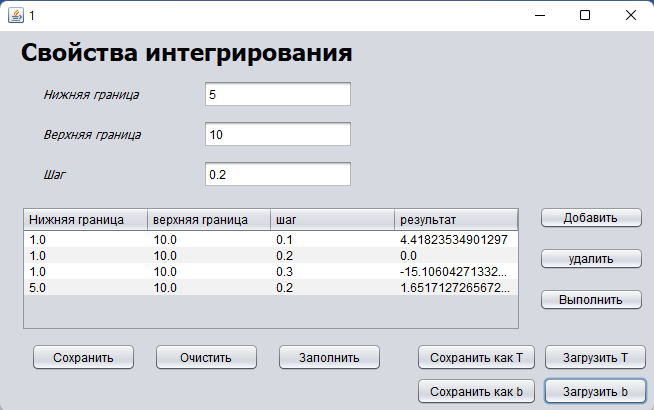 1
Свойства интегрирования
Нижняя граница 5
Верхняя граница 10
Шаг 0.2
Нижняя граница верхняя граница шаг результат
1.0 10.0 0.1 4.41823534901297
1.0 10.0 0.2 0.0
1.0 10.0 0.3 -15.10604271332...
5.0 10.0 0.2 1.6517127265672...
Добавить
удалить
Выполнить
Сохранить Очистить Заполнить Сохранить как T Загрузить T
Сохранить как b Загрузить b